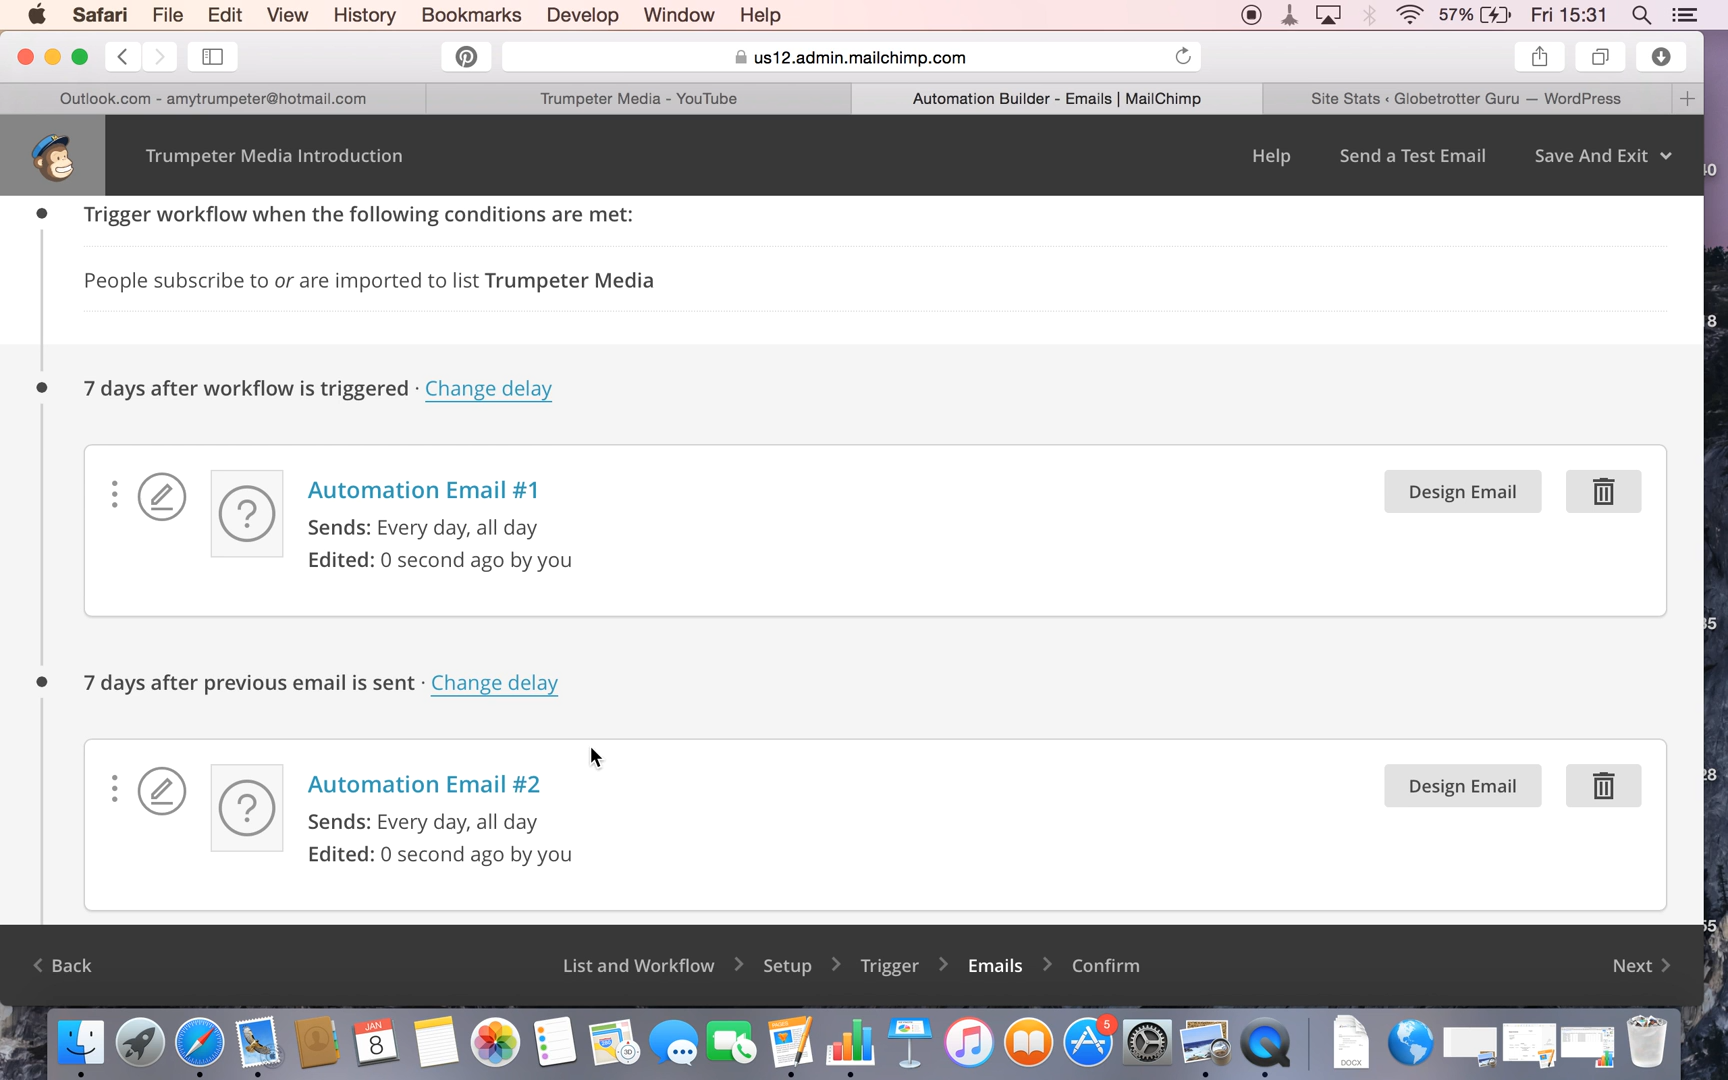 Safari File Edit View History Bookmarks Develop Window Help 57% Fri 15:31
us12.admin.mailchimp.com
Outlook.com - amytrumpeter@hotmail.com Trumpeter Media - YouTube Automation Builder - Emails | MailChimp Site Stats ‹ Globetrotter Guru — WordPress
Trumpeter Media Introduction Help Send a Test Email Save And Exit
Trigger workflow when the following conditions are met:
People subscribe to or are imported to list Trumpeter Media
7 days after workflow is triggered · Change delay
Automation Email #1 Design Email
Sends: Every day, all day
Edited: 0 second ago by you
7 days after previous email is sent · Change delay
Automation Email #2 Design Email
Sends: Every day, all day
Edited: 0 second ago by you
Back List and Workflow Setup Trigger Emails Confirm Next
JAN
8
3D
5
DOCX